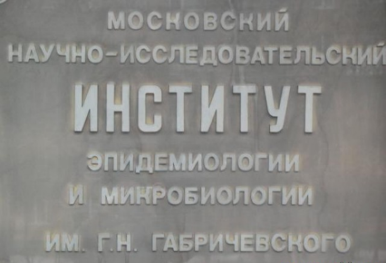 МОСКОВСКИЙ
НАУЧНО-ИССЛЕДОВАТЕЛЬСКИЙ
ИНСТИТУТ
ЭПИДЕМИОЛОГИИ
И МИКРОБИОЛОГИИ
ИМ. Г.Н. ГАБРИЧЕВСКОГО